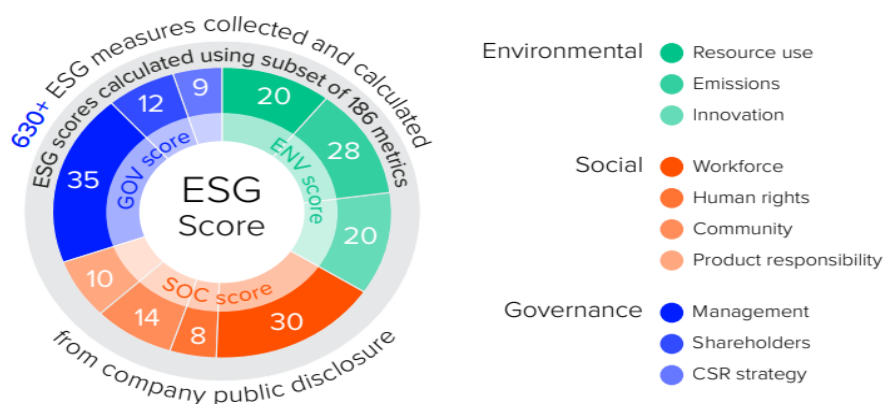 630+ ESG measures collected and calculated
ESG scores calculated using subset of 186 metrics
from company public disclosure
9
12
35
20
28
20
30
8
14
10
GOV score
ENV score
SOC score
ESG
Score
Environmental
Resource use
Emissions
Innovation
Social
Workforce
Human rights
Community
Product responsibility
Governance
Management
Shareholders
CSR strategy